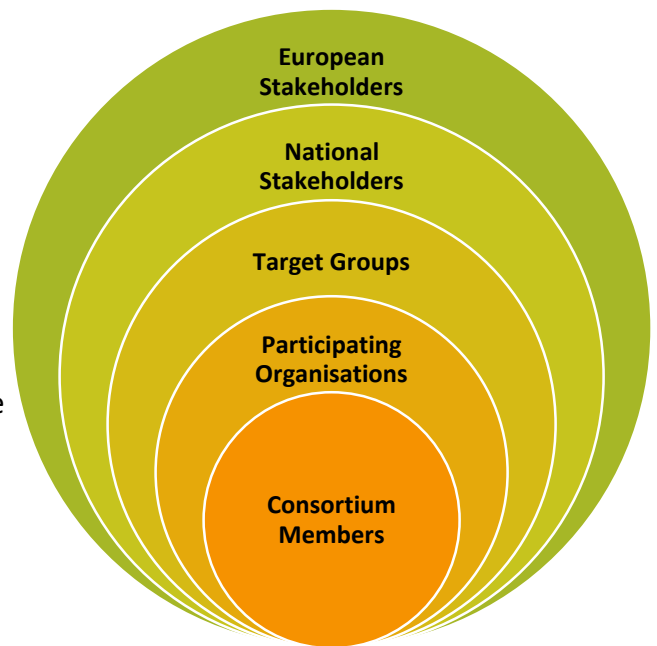 European
Stakeholders
National
Stakeholders
Target Groups
Participating
Organisations
e
Consortium
Members